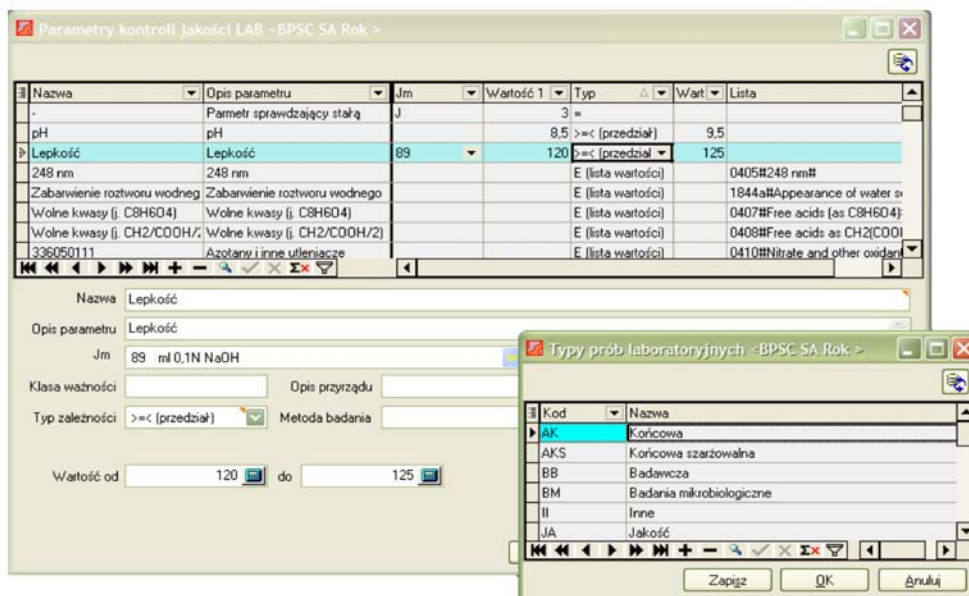 Parametry kontroli jakości LAB <BPSC SA Rok >
Nazwa Opis parametru Jm Wartość 1 Typ Wart Lista
- Parmetr sprawdzający stałą J 3 =
pH pH 8,5 >=< (przedział) 9,5
Lepkość Lepkość 89 120 >=< (przedział 125
248 nm 248 nm E (lista wartości) 0405#248 nm#
Zabarwienie roztworu wodneg Zabarwienie roztworu wodnego E (lista wartości) 1844a#Appearance of water s
Wolne kwasy (j. C8H6O4) Wolne kwasy (j. C8H6O4) E (lista wartości) 0407#Free acids (as C8H6O4)
Wolne kwasy (j. CH2/COOH/2 Wolne kwasy (j. CH2/COOH/2) E (lista wartości) 0408#Free acids as CH2(COO
336050111 Azotany i inne utleniacze E (lista wartości) 0410#Nitrate and other oxidan
Nazwa Lepkość
Opis parametru Lepkość
Jm 89 ml 0,1N NaOH
Klasa ważności Opis przyrządu
Typ zależności >=< (przedział) Metoda badania
Wartość od 120 do 125
Typy prób laboratoryjnych <BPSC SA Rok >
Kod Nazwa
AK Końcowa
AKS Końcowa szarżowalna
BB Badawcza
BM Badania mikrobiologiczne
II Inne
JA Jakość
Zapisz OK Anuluj